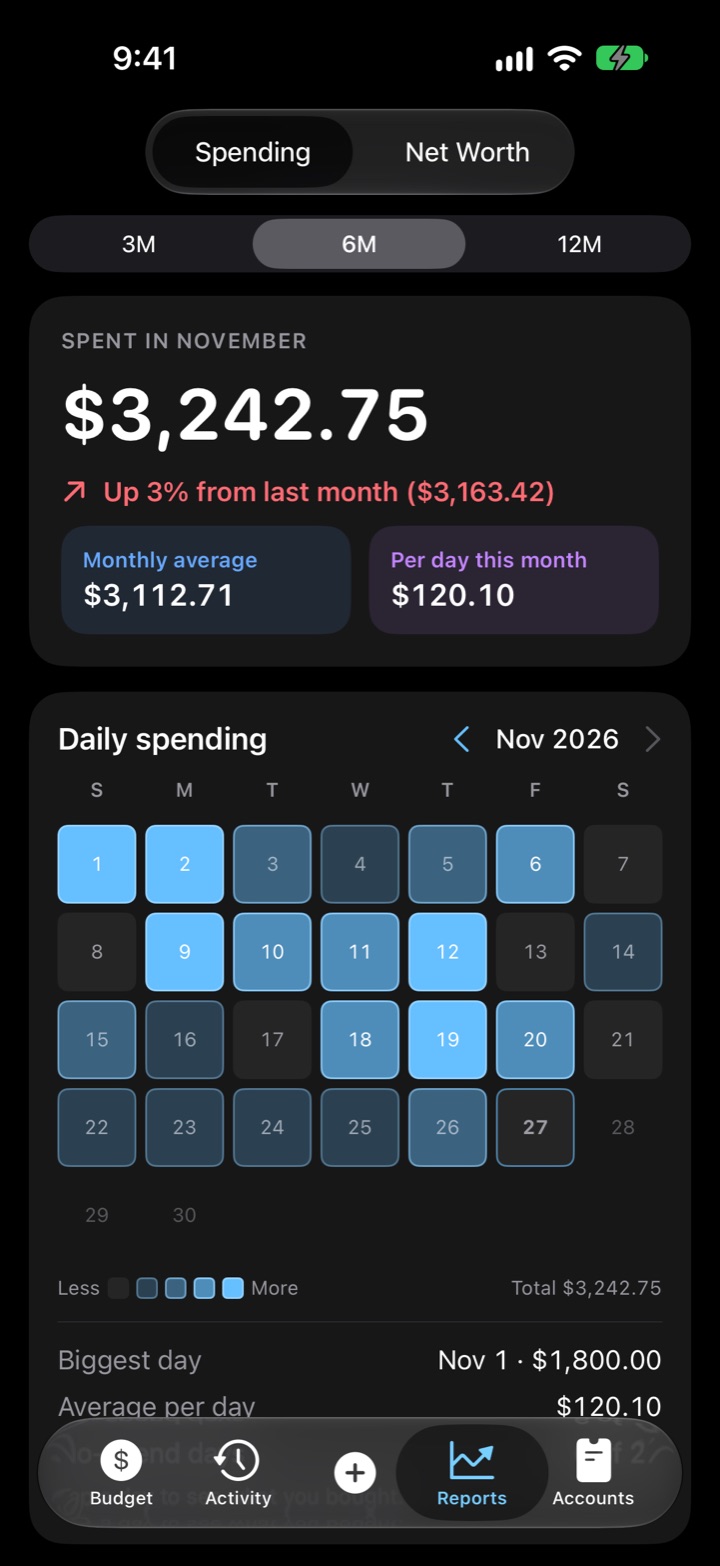 9:41
Spending Net Worth
3M 6M 12M
SPENT IN NOVEMBER
$3,242.75
Up 3% from last month ($3,163.42)
Monthly average Per day this month
$3,112.71 $120.10
Daily spending Nov 2026
S M T W T F S
1 2 3 4 5 6 7
8 9 10 11 12 13 14
15 16 17 18 19 20 21
22 23 24 25 26 27 28
29 30
Less More Total $3,242.75
Biggest day Nov 1 · $1,800.00
Average per day $120.10
$
Budget Activity Reports Accounts